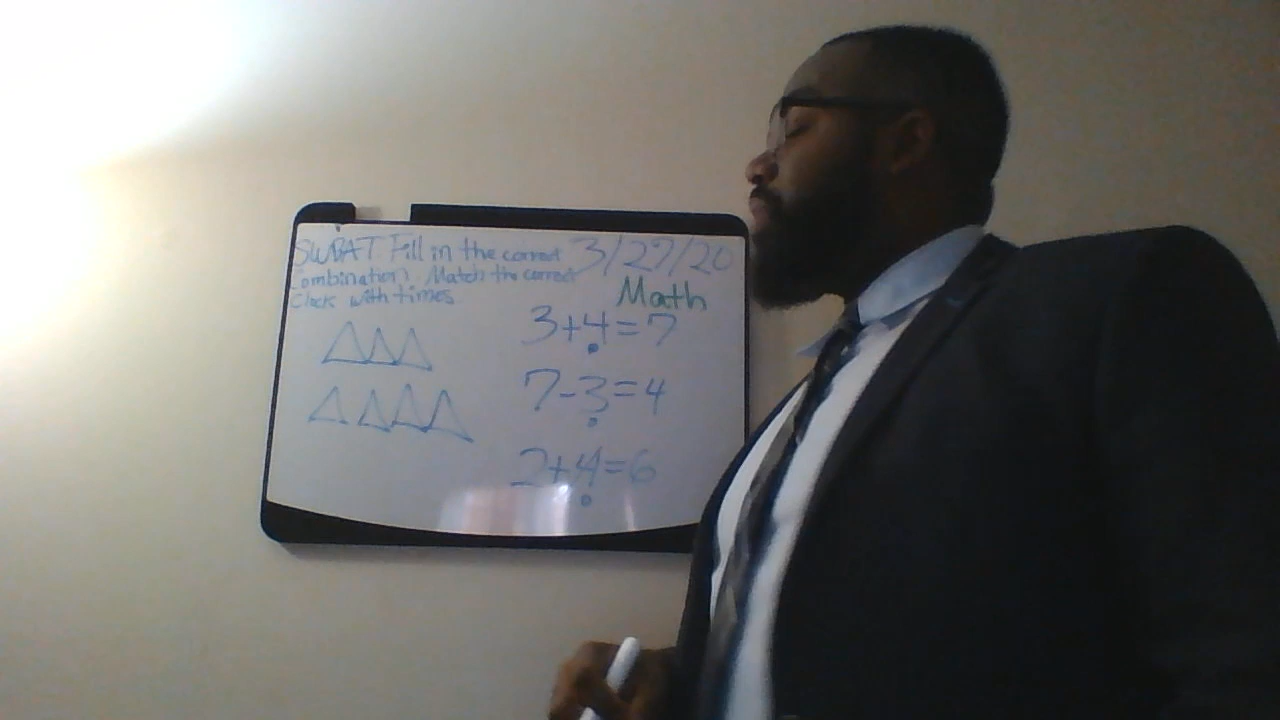 SWBAT Fill in the correct
Combination. Match the correct
Clock with times
3/27/20
Math
3+4=7
7-3=4
2+4=6